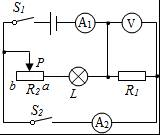 S1 A1 V
P
b R2 a L R1
S2 A2